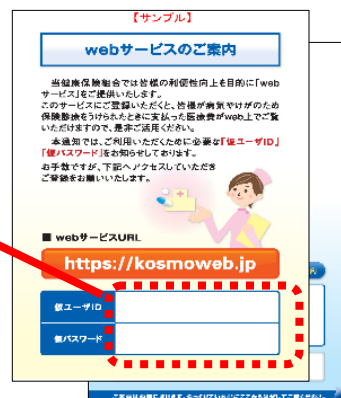 【サンプル】
webサービスのご案内
当健康保険組合では皆様の利便性向上を目的に「web
サービス」をご提供いたします。
このサービスにご登録いただくと、皆様が病気やけがのため
保険診療をうけられたときに支払った医療費がweb上でご覧
いただけますので、是非ご活用ください。
本通知では、ご利用いただくために必要な「仮ユーザID」
「仮パスワード」をお知らせしております。
お手数ですが、下記へアクセスしていただき
ご登録をお願いいたします。
■ webサービスURL
https://kosmoweb.jp
仮ユーザID
仮パスワード